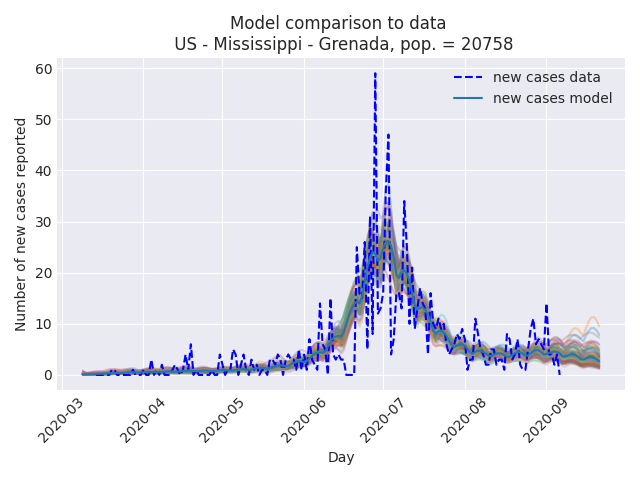 Model comparison to data
US - Mississippi - Grenada, pop. = 20758
new cases data
new cases model
Number of new cases reported
60
50
40
30
20
10
0
2020-03
2020-04
2020-05
2020-06
2020-07
2020-08
2020-09
Day